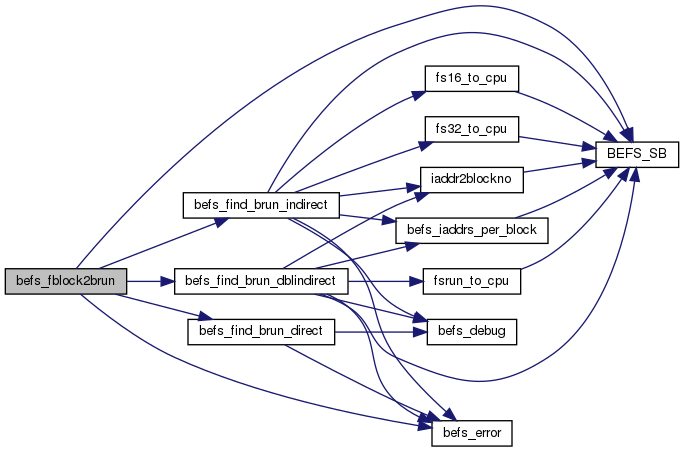 fs16_to_cpu
fs32_to_cpu
BEFS_SB
iaddr2blockno
befs_find_brun_indirect
befs_iaddrs_per_block
befs_fblock2brun
befs_find_brun_dblindirect
fsrun_to_cpu
befs_find_brun_direct
befs_debug
befs_error